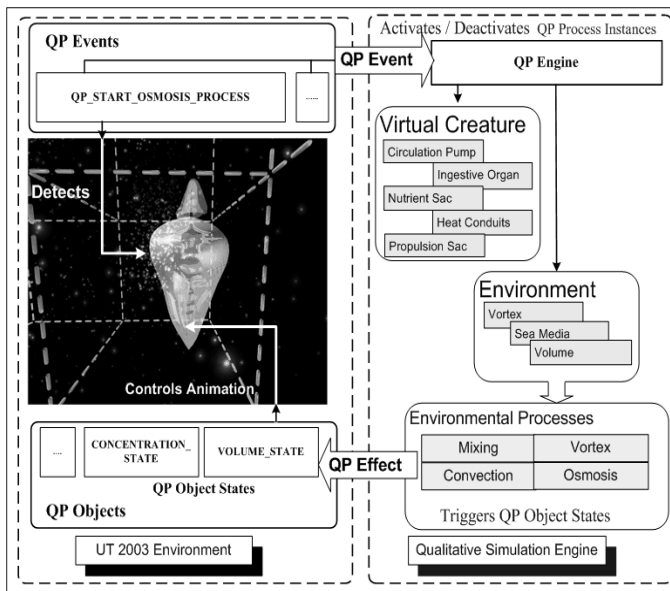 QP Events
QP_START_OSMOSIS_PROCESS
......
Detects
Controls Animation
....
CONCENTRATION_
STATE
VOLUME_STATE
QP Object States
QP Objects
UT 2003 Environment
QP Event
QP Effect
Activates / Deactivates QP Process Instances
QP Engine
Virtual Creature
Circulation Pump
Ingestive Organ
Nutrient Sac
Heat Conduits
Propulsion Sac
Environment
Vortex
Sea Media
Volume
Environmental Processes
Mixing Vortex
Convection Osmosis
Triggers QP Object States
Qualitative Simulation Engine